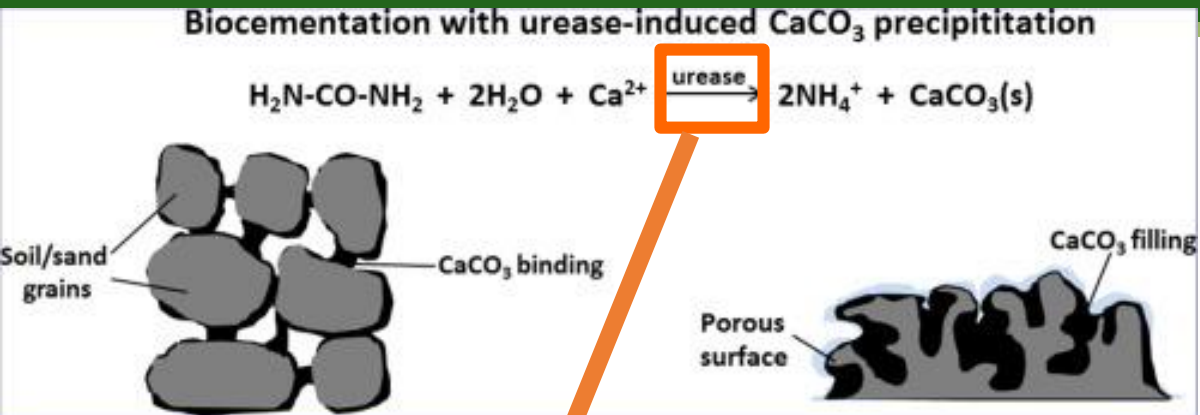 Biocementation with urease-induced CaCO₃ precipititation
H₂N-CO-NH₂ + 2H₂O + Ca²⁺ urease → 2NH₄⁺ + CaCO₃(s)
Soil/sand
grains
CaCO₃ binding
CaCO₃ filling
Porous
surface